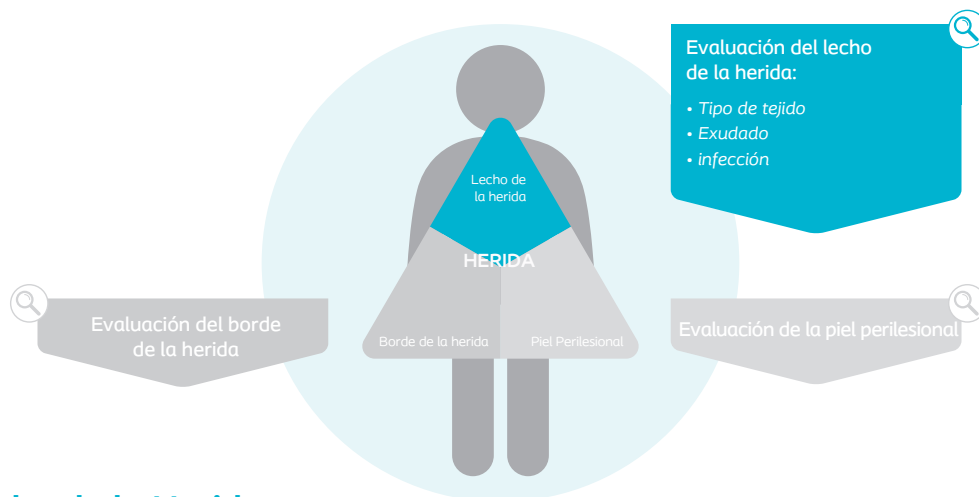 Evaluación del lecho
de la herida:
• Tipo de tejido
• Exudado
• infección
Lecho de
la herida
HERIDA
Borde de la herida
Piel Perilesional
Evaluación del borde
de la herida
Evaluación de la piel perilesional